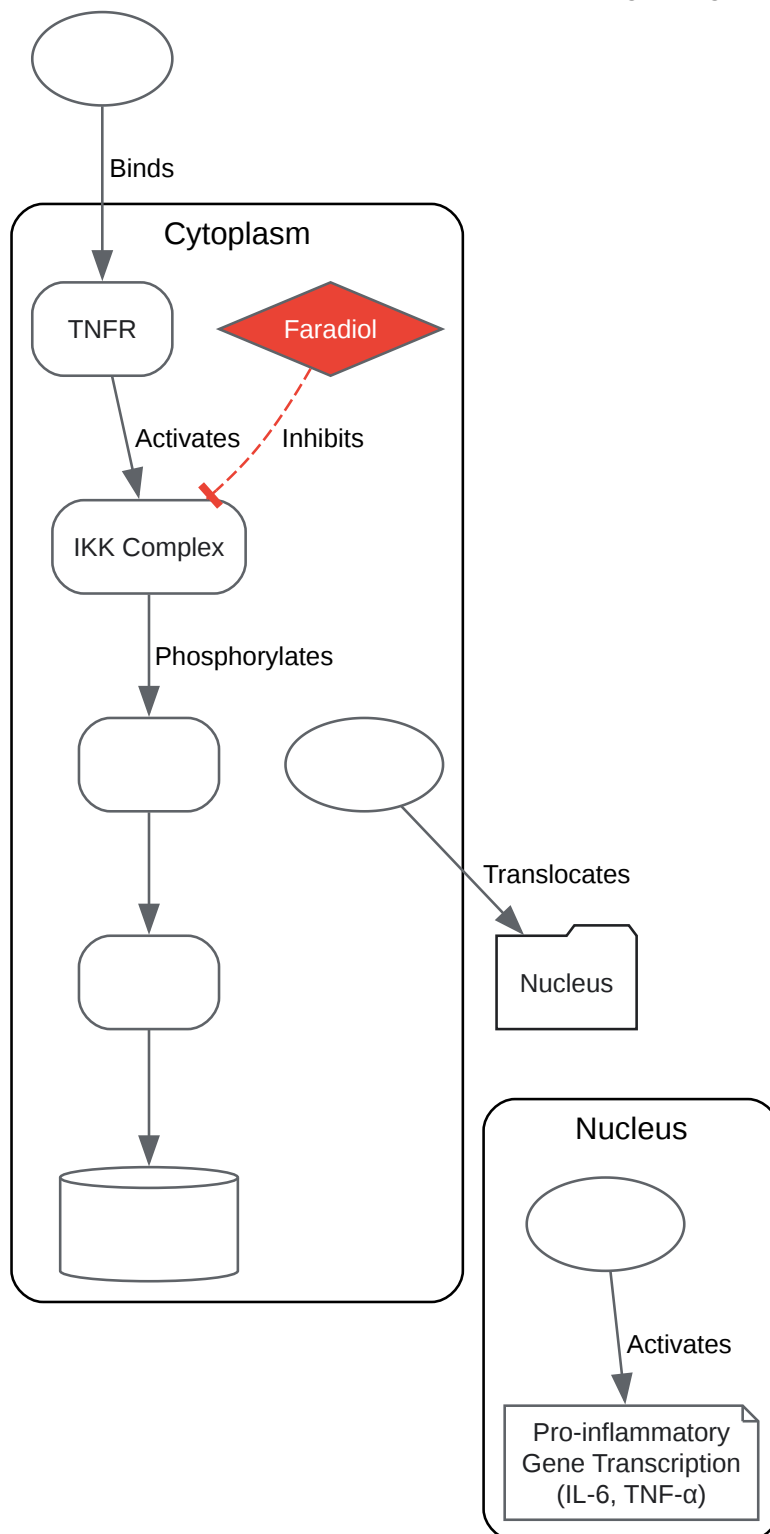 Binds
Cytoplasm
TNFR
Faradiol
Activates
Inhibits
IKK Complex
Phosphorylates
Translocates
Nucleus
Nucleus
Activates
Pro-inflammatory
Gene Transcription
(IL-6, TNF-α)